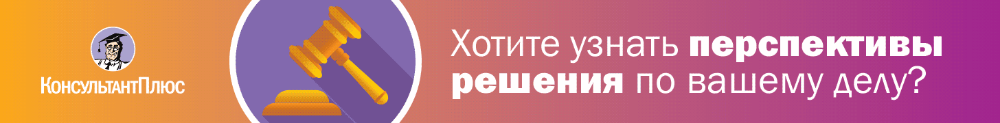 КонсультантПлюс
Хотите узнать перспективы
решения по вашему делу?